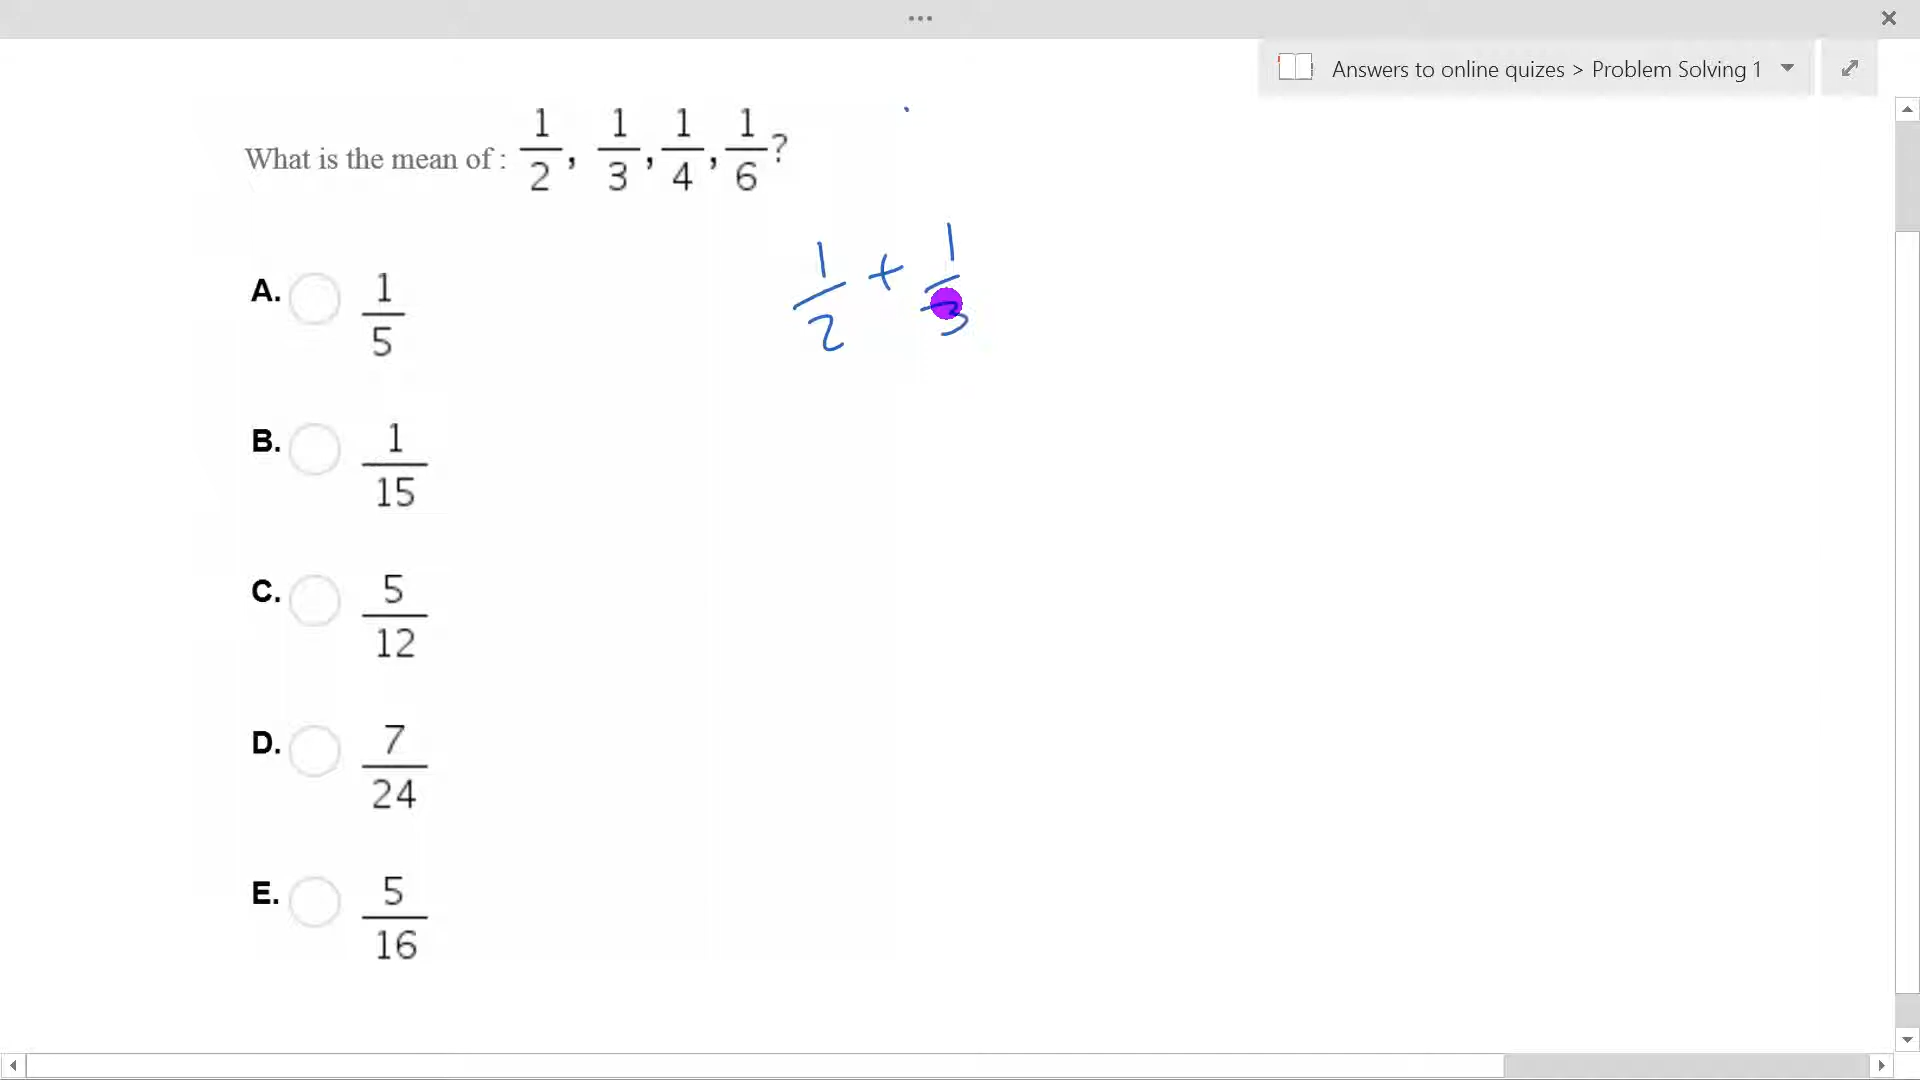 ...
Answers to online quizes > Problem Solving 1
What is the mean of : 1/2, 1/3, 1/4, 1/6?
1/2 + 1/3
A. 1/5
B. 1/15
C. 5/12
D. 7/24
E. 5/16